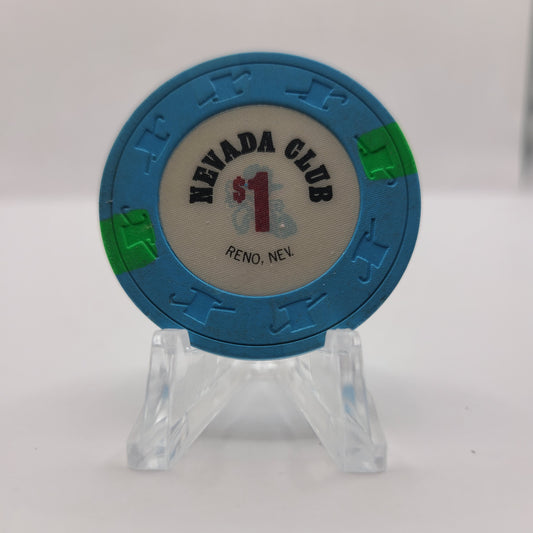 NEVADA CLUB
$1
RENO, NEV.